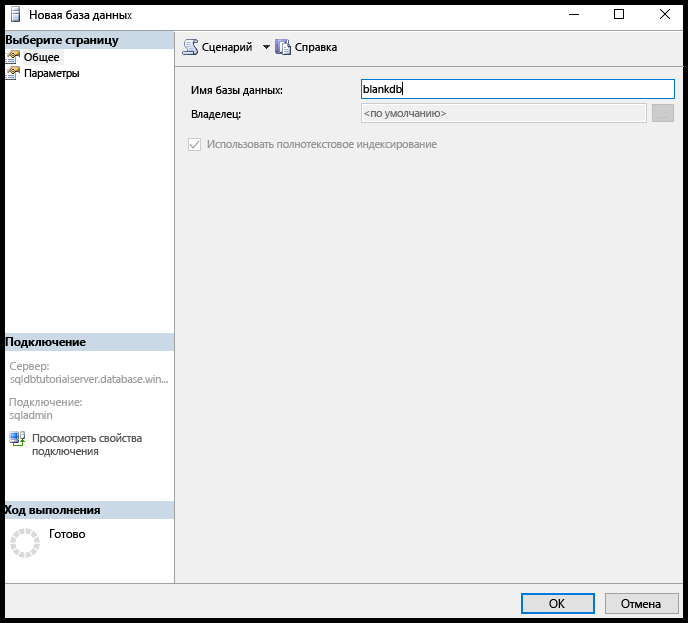 Новая база данных
Выберите страницу
Общее
Параметры
Сценарий
Справка
Имя базы данных:
blankdb
Владелец:
<по умолчанию>
...
Использовать полнотекстовое индексирование
Подключение
Сервер:
sqldbtutorialserver.database.win...
Подключение:
sqladmin
Просмотреть свойства
подключения
Ход выполнения
Готово
OK
Отмена